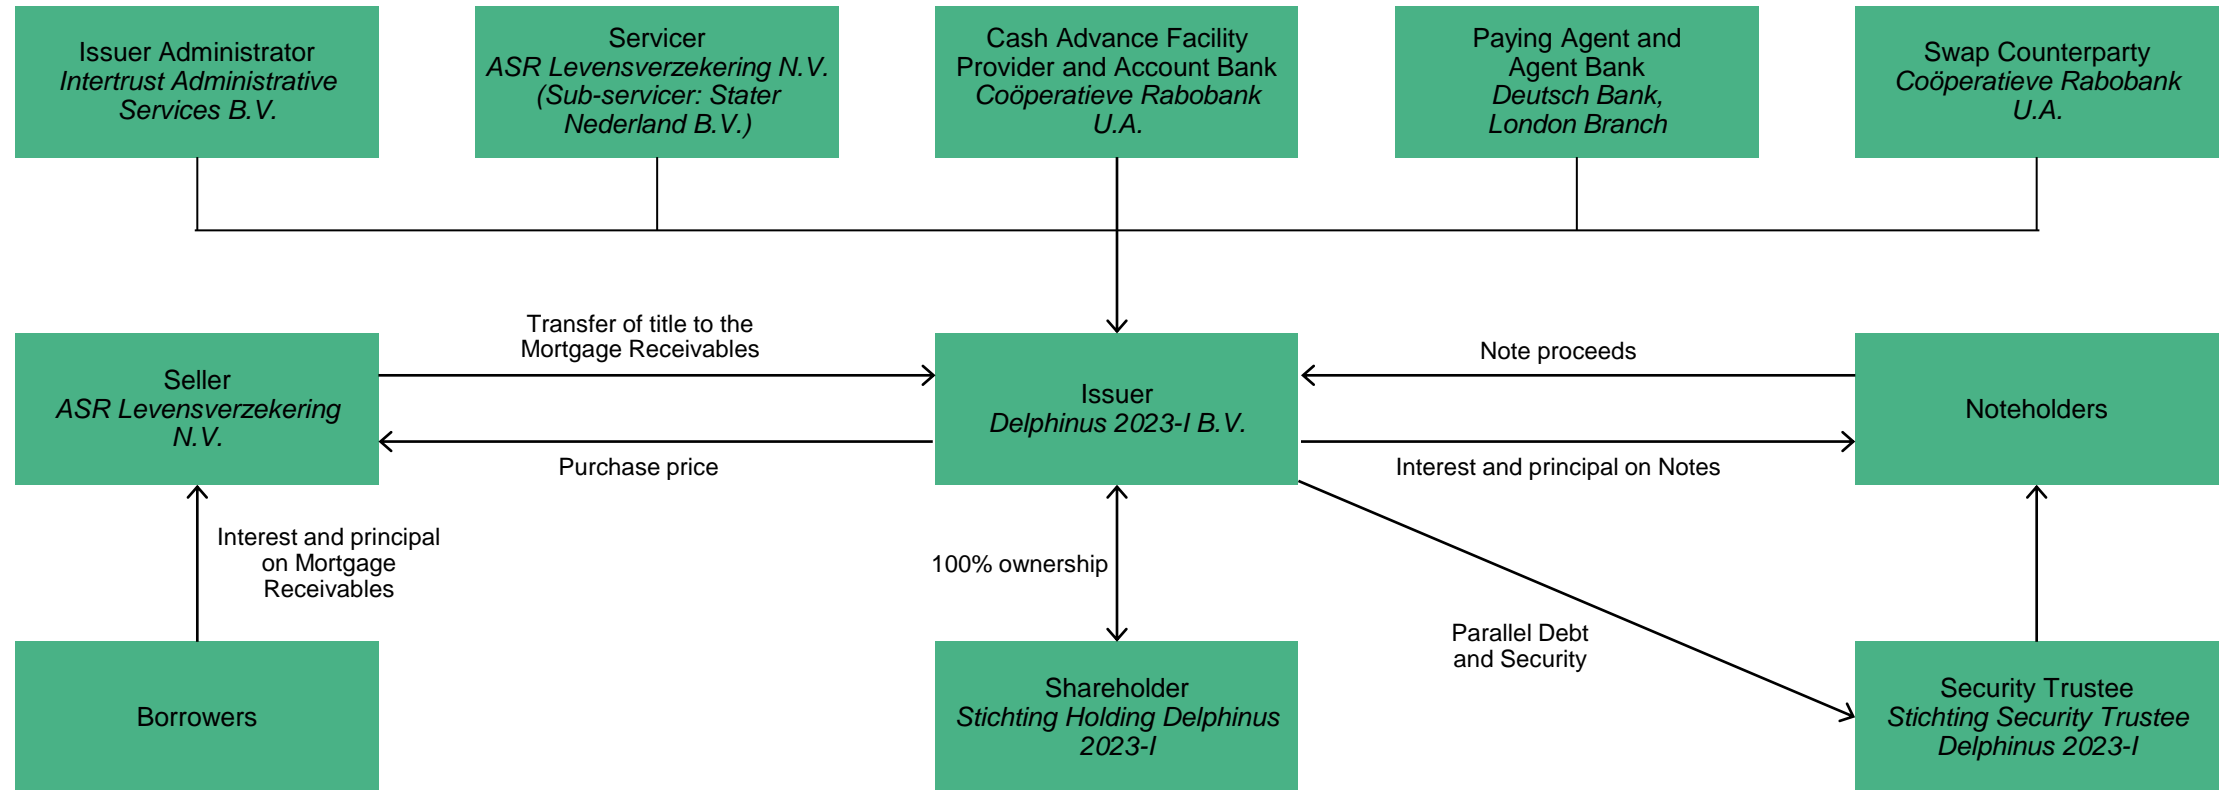 Issuer Administrator
Intertrust Administrative
Services B.V.
Servicer
ASR Levensverzekering N.V.
(Sub-servicer: Stater
Nederland B.V.)
Cash Advance Facility
Provider and Account Bank
Coöperatieve Rabobank
U.A.
Paying Agent and
Agent Bank
Deutsch Bank,
London Branch
Swap Counterparty
Coöperatieve Rabobank
U.A.
Seller
ASR Levensverzekering
N.V.
Transfer of title to the
Mortgage Receivables
Purchase price
Issuer
Delphinus 2023-I B.V.
Note proceeds
Interest and principal on Notes
Noteholders
Interest and principal
on Mortgage
Receivables
100% ownership
Parallel Debt
and Security
Borrowers
Shareholder
Stichting Holding Delphinus
2023-I
Security Trustee
Stichting Security Trustee
Delphinus 2023-I